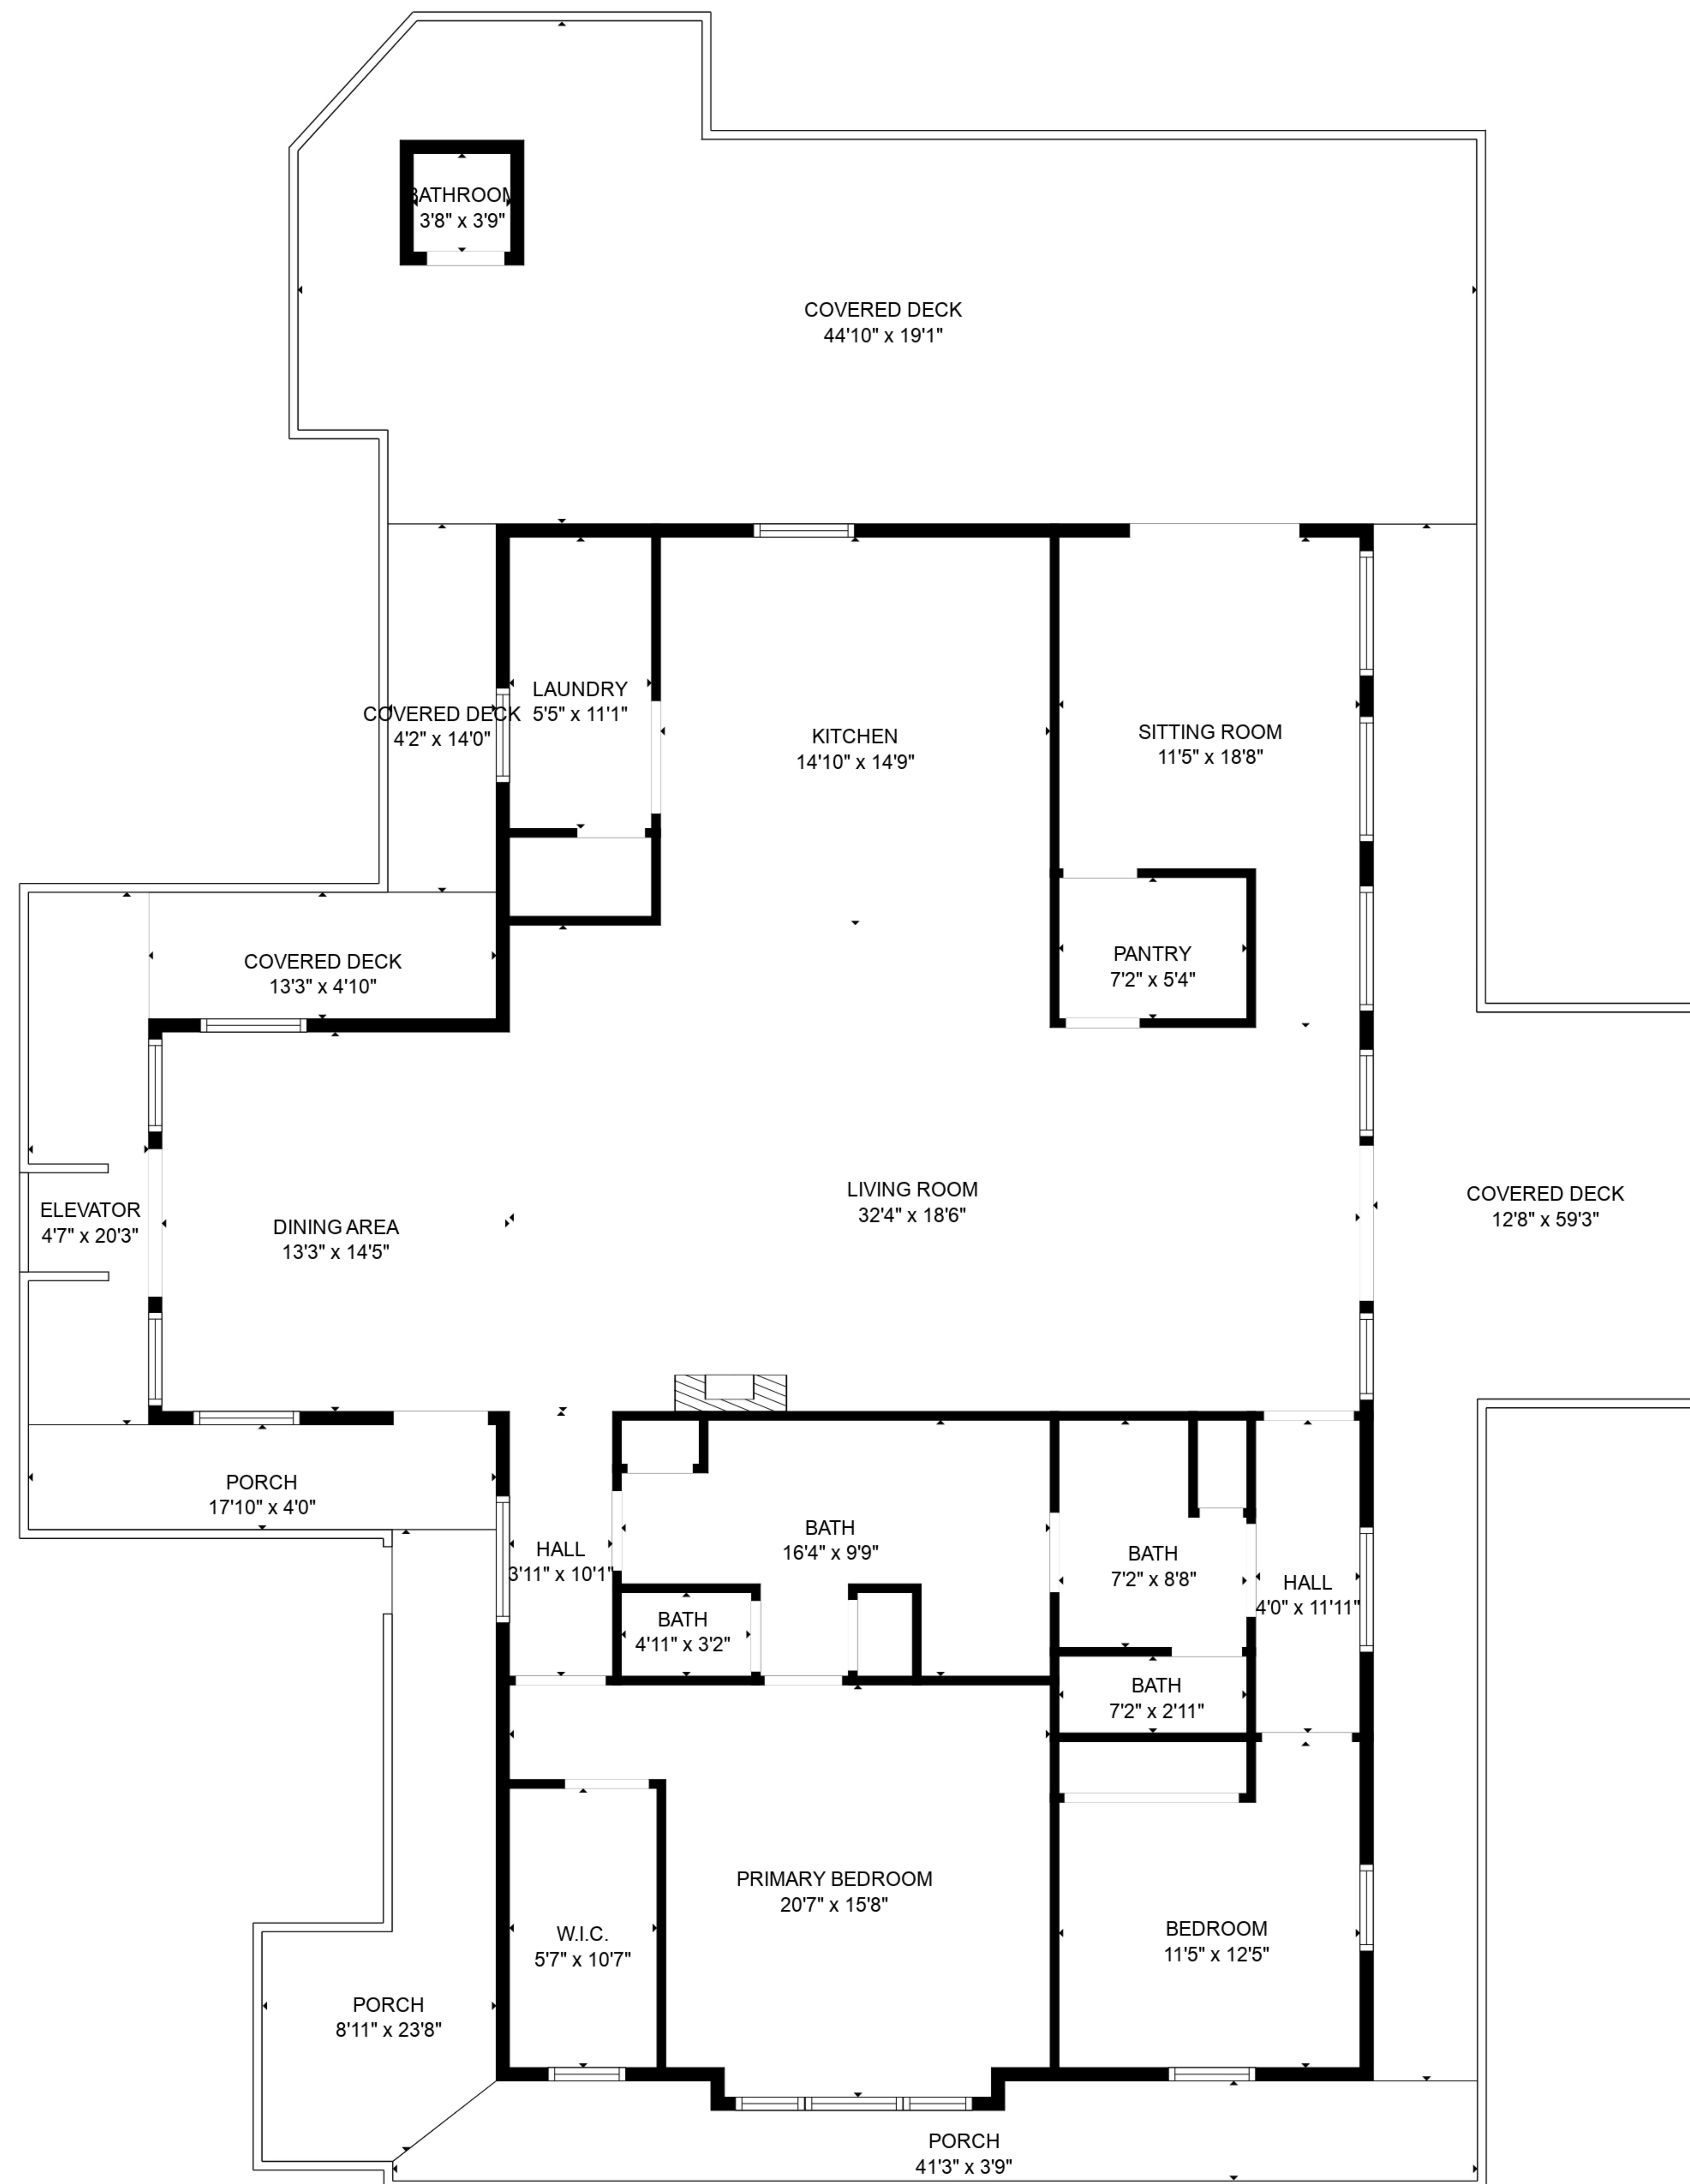 BATHROOM
3'8" x 3'9"
COVERED DECK
44'10" x 19'1"
LAUNDRY
5'5" x 11'1"
COVERED DECK
4'2" x 14'0"
KITCHEN
14'10" x 14'9"
SITTING ROOM
11'5" x 18'8"
PANTRY
7'2" x 5'4"
COVERED DECK
13'3" x 4'10"
ELEVATOR
4'7" x 20'3"
DINING AREA
13'3" x 14'5"
LIVING ROOM
32'4" x 18'6"
COVERED DECK
12'8" x 59'3"
PORCH
17'10" x 4'0"
HALL
3'11" x 10'1"
BATH
16'4" x 9'9"
BATH
7'2" x 8'8"
HALL
4'0" x 11'11"
BATH
4'11" x 3'2"
BATH
7'2" x 2'11"
PRIMARY BEDROOM
20'7" x 15'8"
W.I.C.
5'7" x 10'7"
BEDROOM
11'5" x 12'5"
PORCH
8'11" x 23'8"
PORCH
41'3" x 3'9"